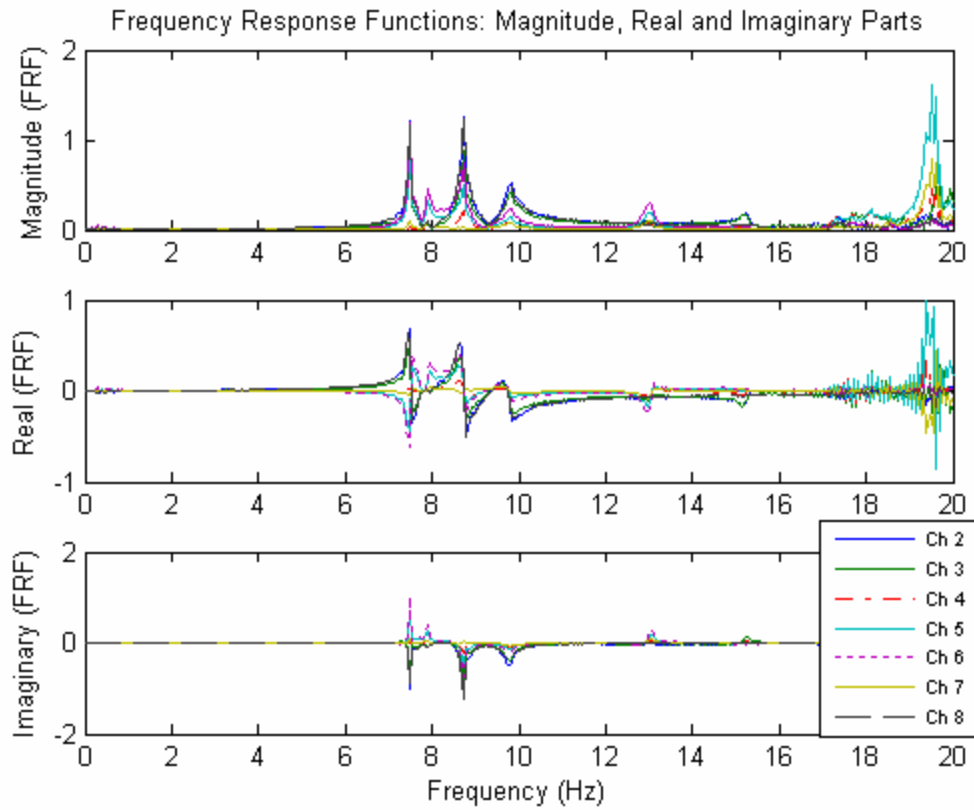 Frequency Response Functions: Magnitude, Real and Imaginary Parts
Magnitude (FRF)
2
1
0
0 2 4 6 8 10 12 14 16 18 20
Real (FRF)
1
0
-1
0 2 4 6 8 10 12 14 16 18 20
Imaginary (FRF)
2
0
-2
0 2 4 6 8 10 12 14 16 18 20
Frequency (Hz)
Ch 2
Ch 3
Ch 4
Ch 5
Ch 6
Ch 7
Ch 8